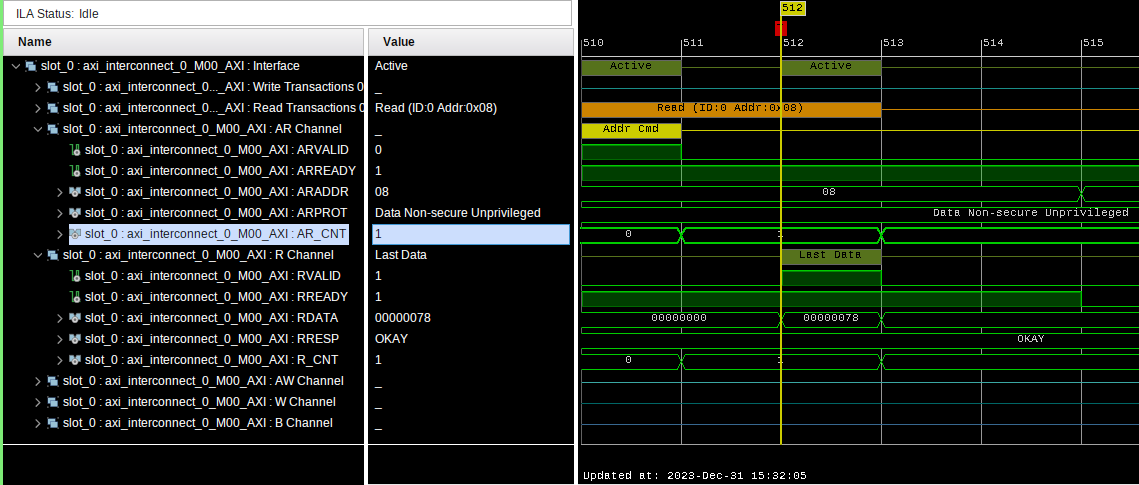 ILA Status: Idle
Name Value
slot_0 : axi_interconnect_0_M00_AXI : Interface Active
slot_0 : axi_interconnect_0..._AXI : Write Transactions 0 _
slot_0 : axi_interconnect_0..._AXI : Read Transactions 0 Read (ID:0 Addr:0x08)
slot_0 : axi_interconnect_0_M00_AXI : AR Channel _
slot_0 : axi_interconnect_0_M00_AXI : ARVALID 0
slot_0 : axi_interconnect_0_M00_AXI : ARREADY 1
slot_0 : axi_interconnect_0_M00_AXI : ARADDR 08
slot_0 : axi_interconnect_0_M00_AXI : ARPROT Data Non-secure Unprivileged
slot_0 : axi_interconnect_0_M00_AXI : AR_CNT 1
slot_0 : axi_interconnect_0_M00_AXI : R Channel Last Data
slot_0 : axi_interconnect_0_M00_AXI : RVALID 1
slot_0 : axi_interconnect_0_M00_AXI : RREADY 1
slot_0 : axi_interconnect_0_M00_AXI : RDATA 00000078
slot_0 : axi_interconnect_0_M00_AXI : RRESP OKAY
slot_0 : axi_interconnect_0_M00_AXI : R_CNT 1
slot_0 : axi_interconnect_0_M00_AXI : AW Channel _
slot_0 : axi_interconnect_0_M00_AXI : W Channel _
slot_0 : axi_interconnect_0_M00_AXI : B Channel _
512
510 511 512 513 514 515
Active Active
Read (ID:0 Addr:0x08)
Addr Cmd
08
Data Non-secure Unprivileged
0 1
Last Data
00000000 00000078
OKAY
0 1
Updated at: 2023-Dec-31 15:32:05